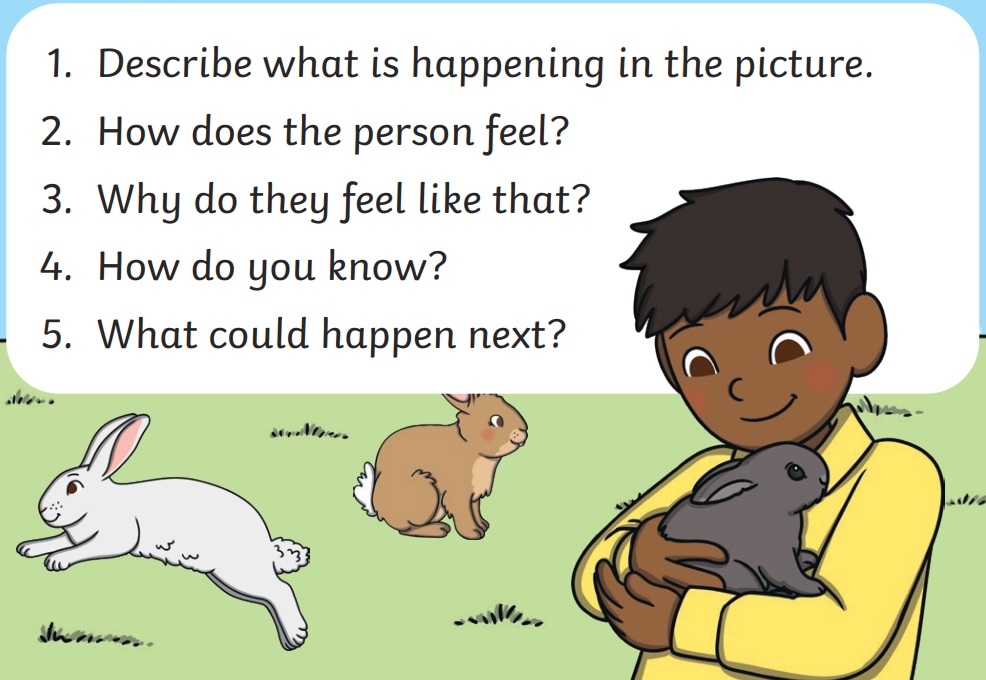 1. Describe what is happening in the picture.
2. How does the person feel?
3. Why do they feel like that?
4. How do you know?
5. What could happen next?